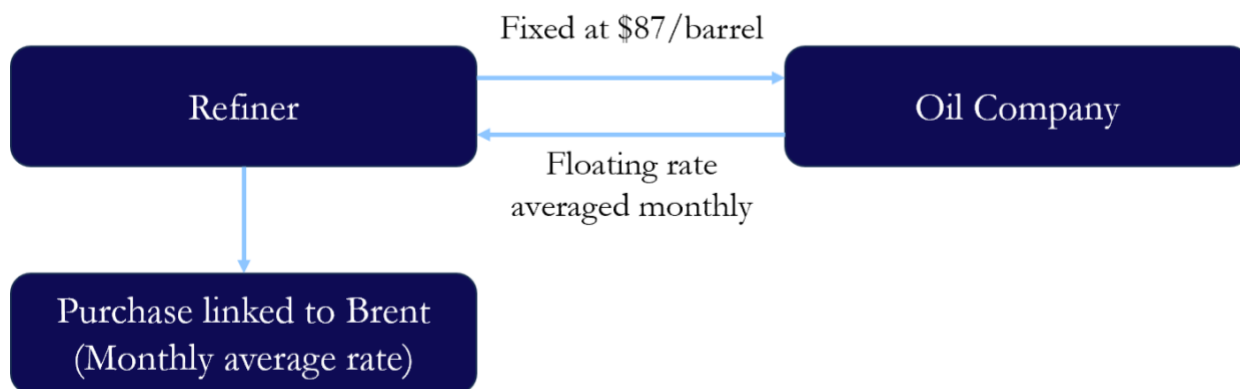 Fixed at $87/barrel
Refiner
Oil Company
Floating rate
averaged monthly
Purchase linked to Brent
(Monthly average rate)